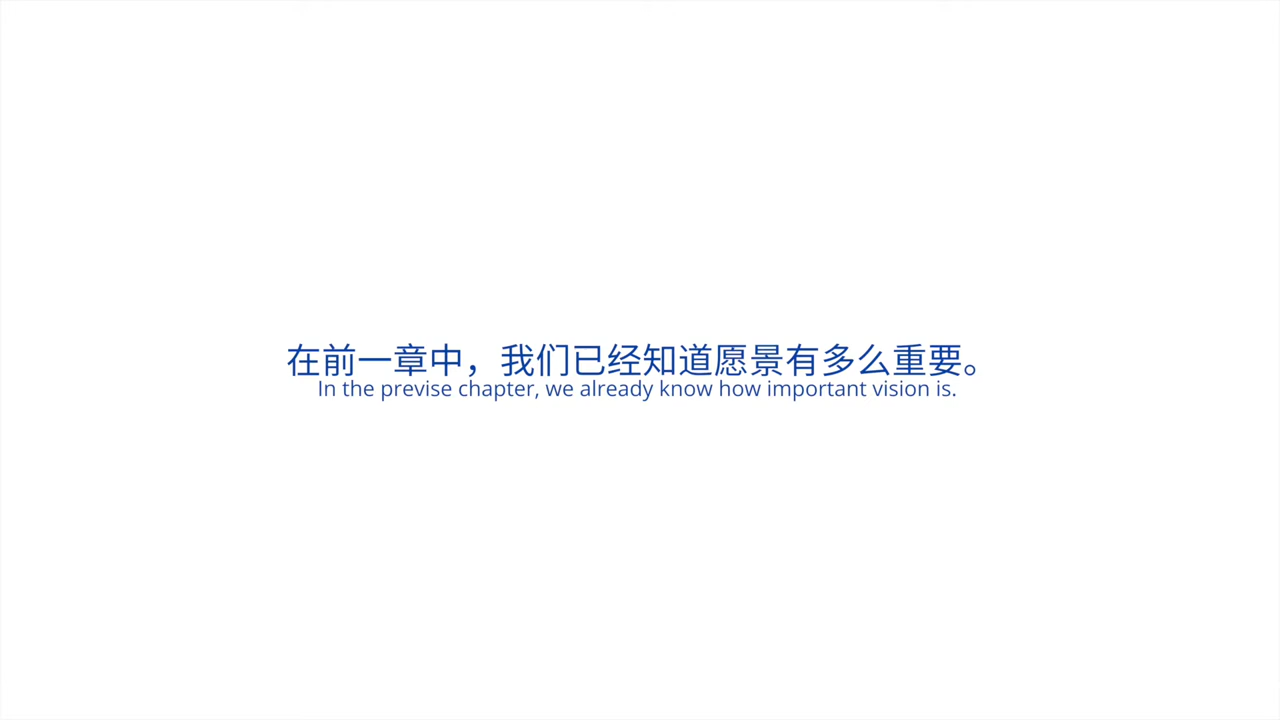 在前一章中，我们已经知道愿景有多么重要。
In the previse chapter, we already know how important vision is.